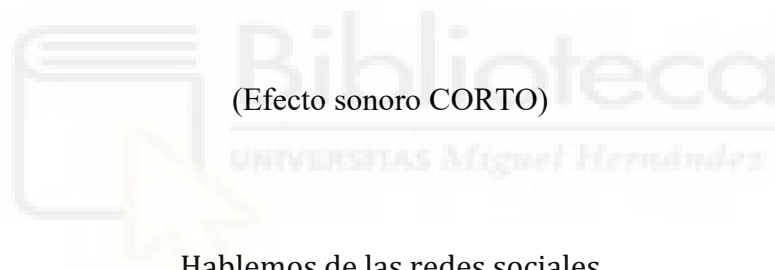 Biblioteca
(Efecto sonoro CORTO)
UNIVERSITAS Miguel Hernández
Hablemos de las redes sociales